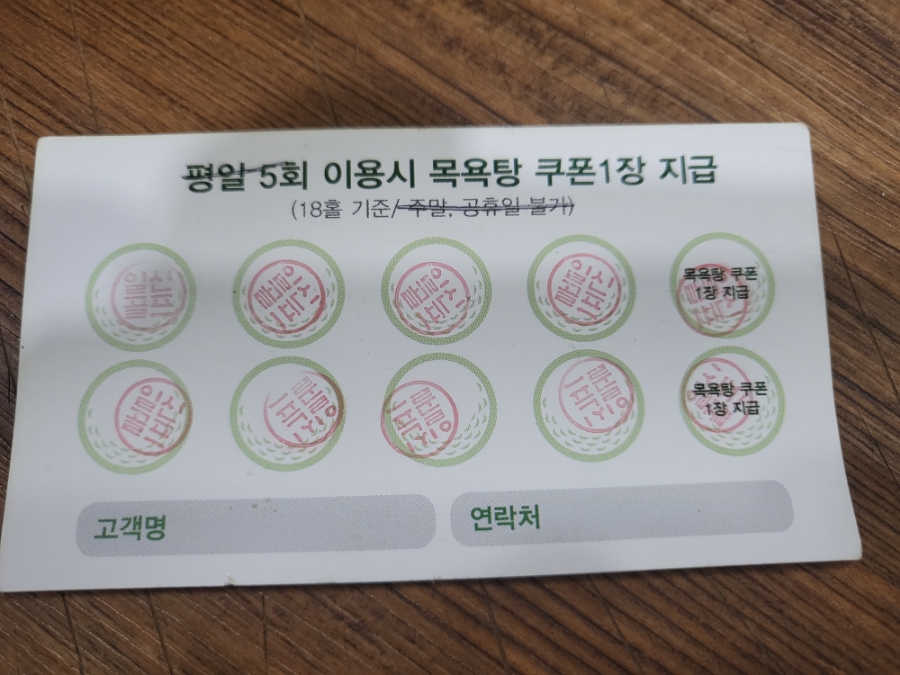 평일 5회 이용시 목욕탕 쿠폰1장 지급
(18홀 기준/ 주말, 공휴일 불가)
목욕탕 쿠폰
1장 지급
목욕탕 쿠폰
1장 지급
고객명
연락처